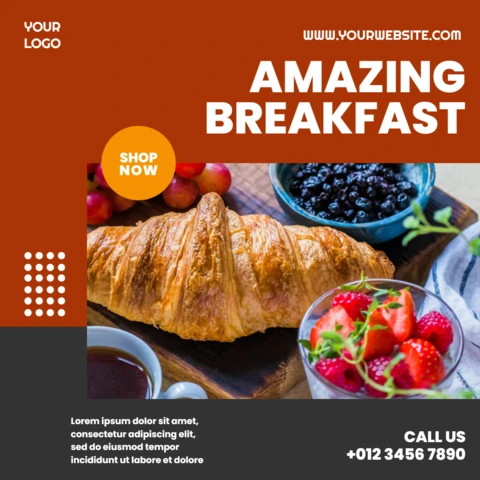 YOUR
LOGO
WWW.YOURWEBSITE.COM
AMAZING
BREAKFAST
SHOP
NOW
Lorem ipsum dolor sit amet,
consectetur adipiscing elit,
sed do eiusmod tempor
incididunt ut labore et dolore
CALL US
+012 3456 7890